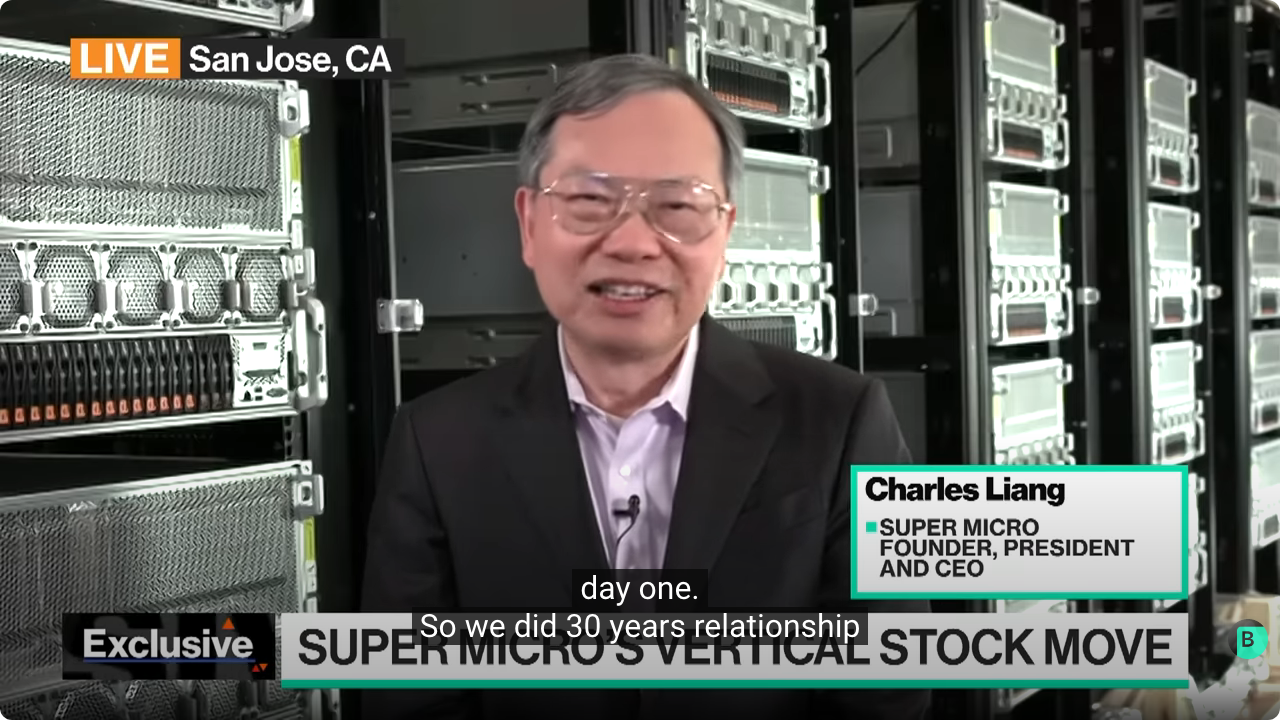 LIVE San Jose, CA
Charles Liang
SUPER MICRO
FOUNDER, PRESIDENT
AND CEO
day one.
So we did 30 years relationship
Exclusive
SUPER MICRO'S VERTICAL STOCK MOVE
B